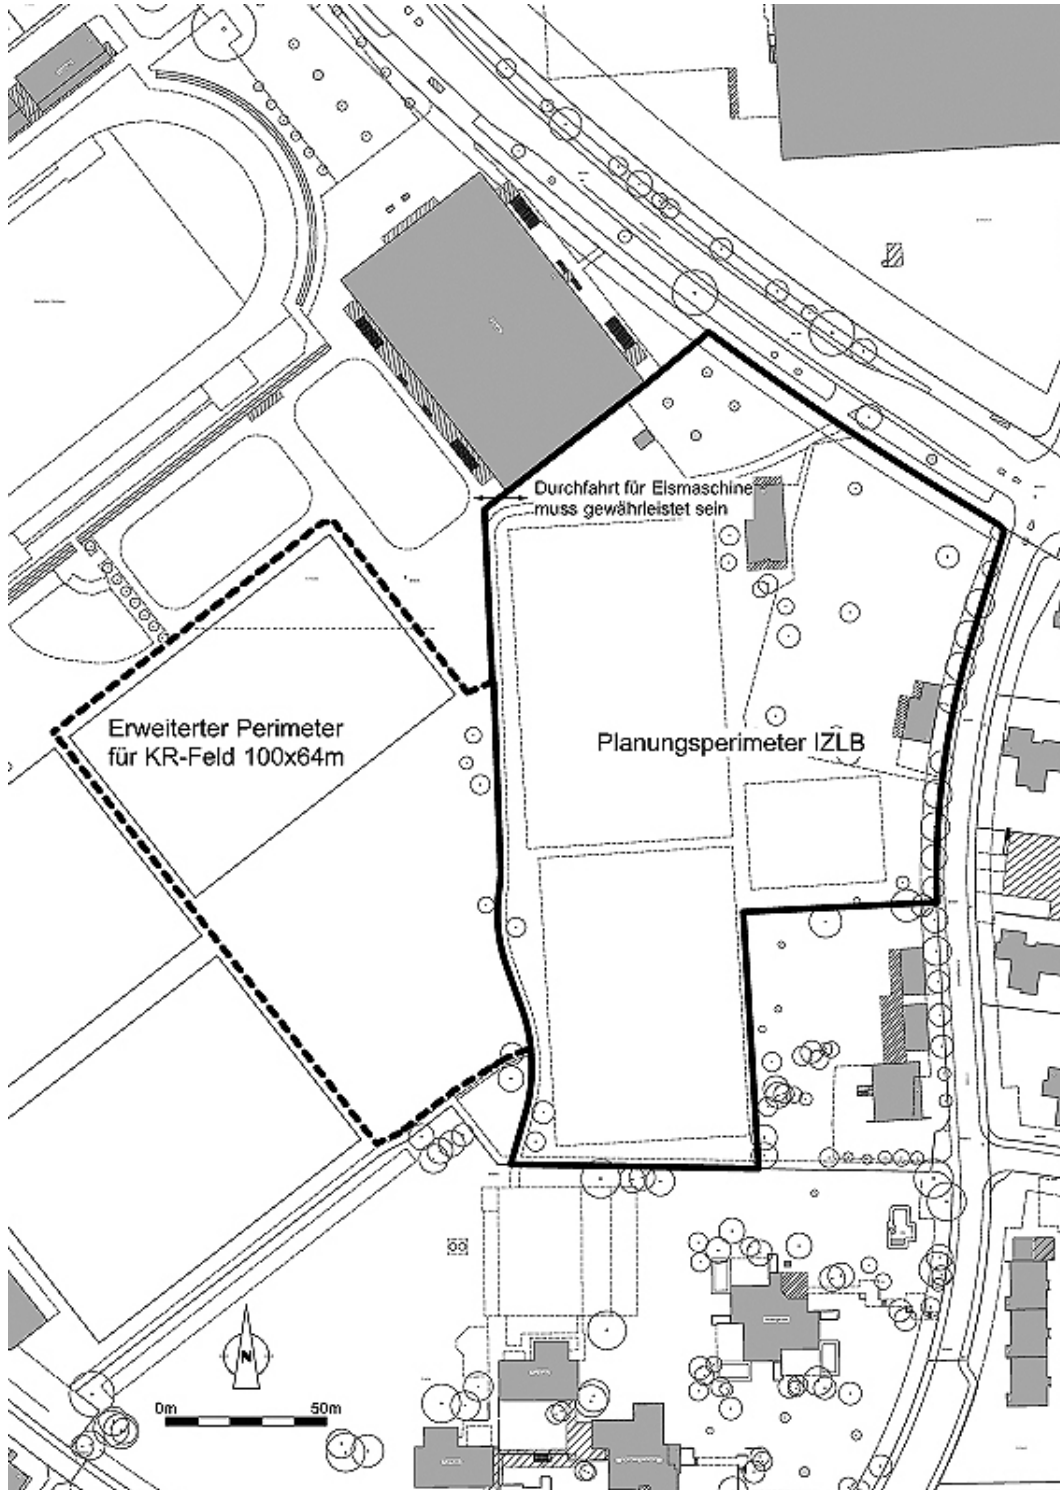 Durchfahrt für Eismaschine
muss gewährleistet sein
Erweiterter Perimeter
für KR-Feld 100x64m
Planungsperimeter IZLB
N
0m 50m